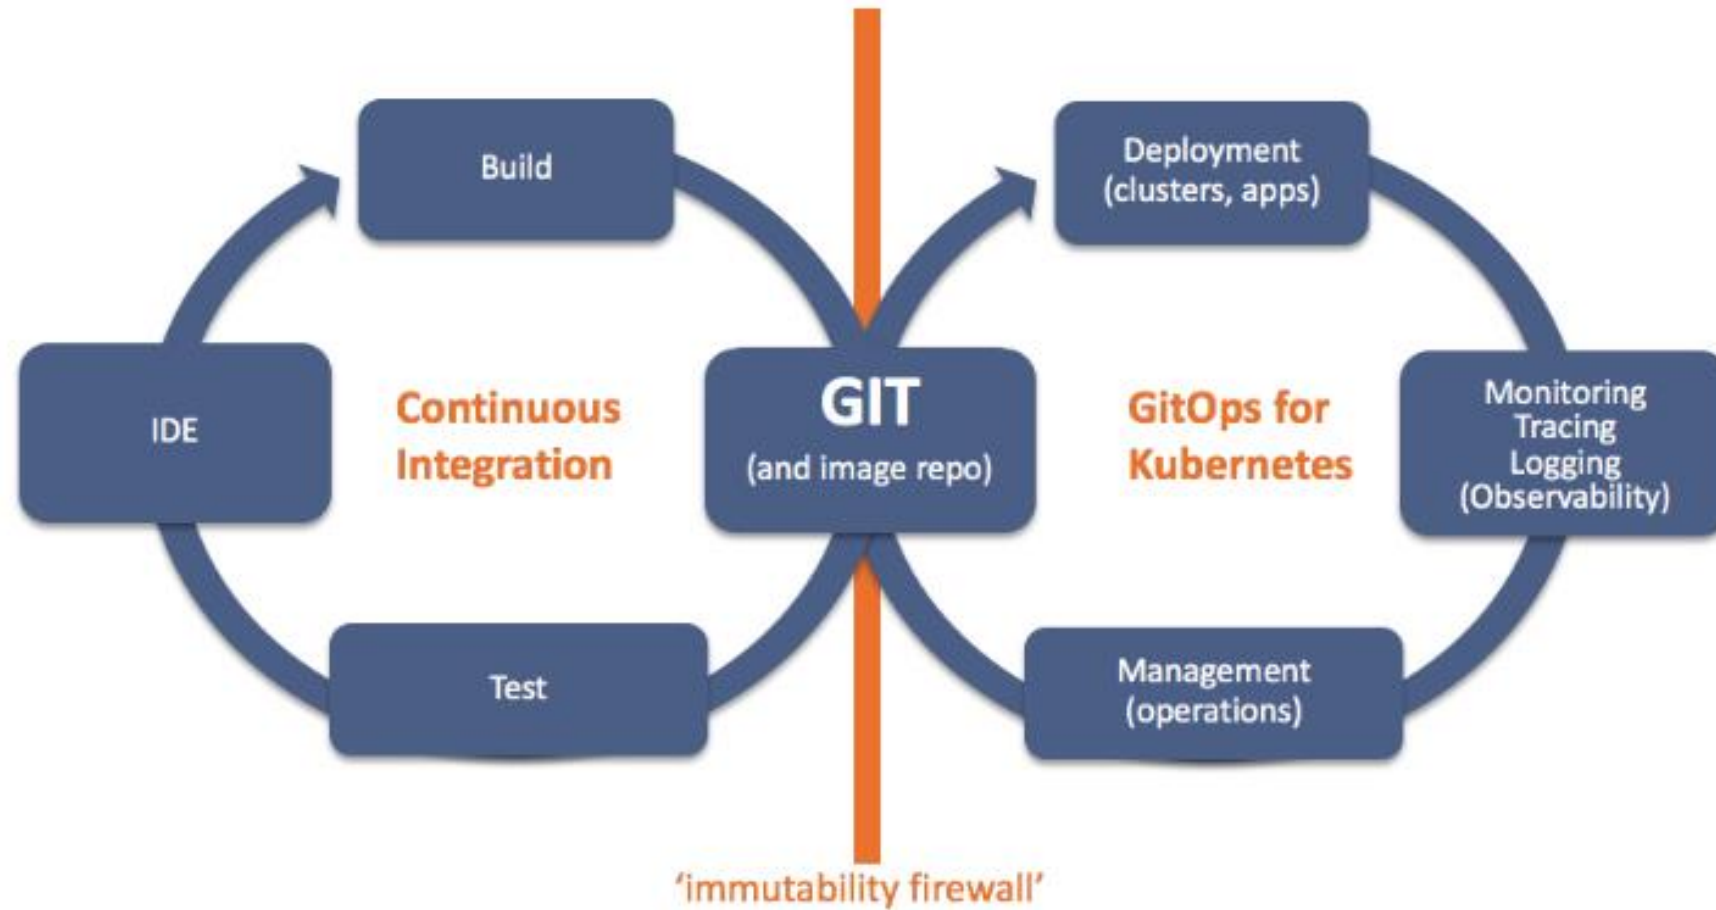 Build
Deployment
(clusters, apps)
IDE
Continuous
Integration
GIT
(and image repo)
GitOps for
Kubernetes
Monitoring
Tracing
Logging
(Observability)
Test
Management
(operations)
‘immutability firewall’